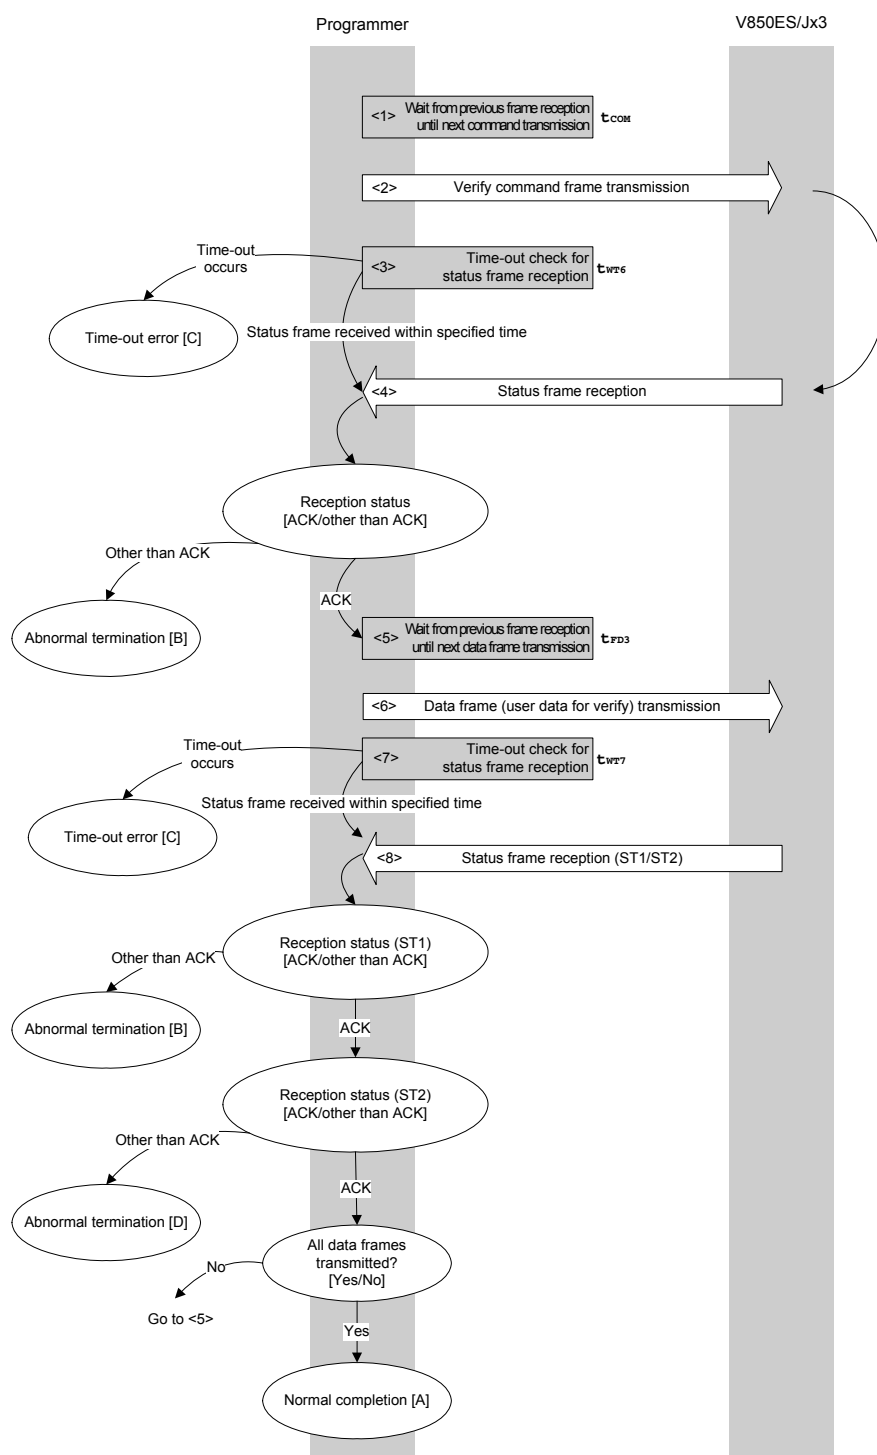 Programmer
V850ES/Jx3
<1>
Wait from previous frame reception
until next command transmission
tCOM
<2>
Verify command frame transmission
Time-out
occurs
<3>
Time-out check for
status frame reception
tWT6
Time-out error [C]
Status frame received within specified time
<4>
Status frame reception
Reception status
[ACK/other than ACK]
Other than ACK
ACK
Abnormal termination [B]
<5>
Wait from previous frame reception
until next data frame transmission
tFD3
<6>
Data frame (user data for verify) transmission
Time-out
occurs
<7>
Time-out check for
status frame reception
tWT7
Status frame received within specified time
Time-out error [C]
<8>
Status frame reception (ST1/ST2)
Reception status (ST1)
[ACK/other than ACK]
Other than ACK
Abnormal termination [B]
ACK
Reception status (ST2)
[ACK/other than ACK]
Other than ACK
ACK
Abnormal termination [D]
All data frames
transmitted?
[Yes/No]
No
Go to <5>
Yes
Normal completion [A]